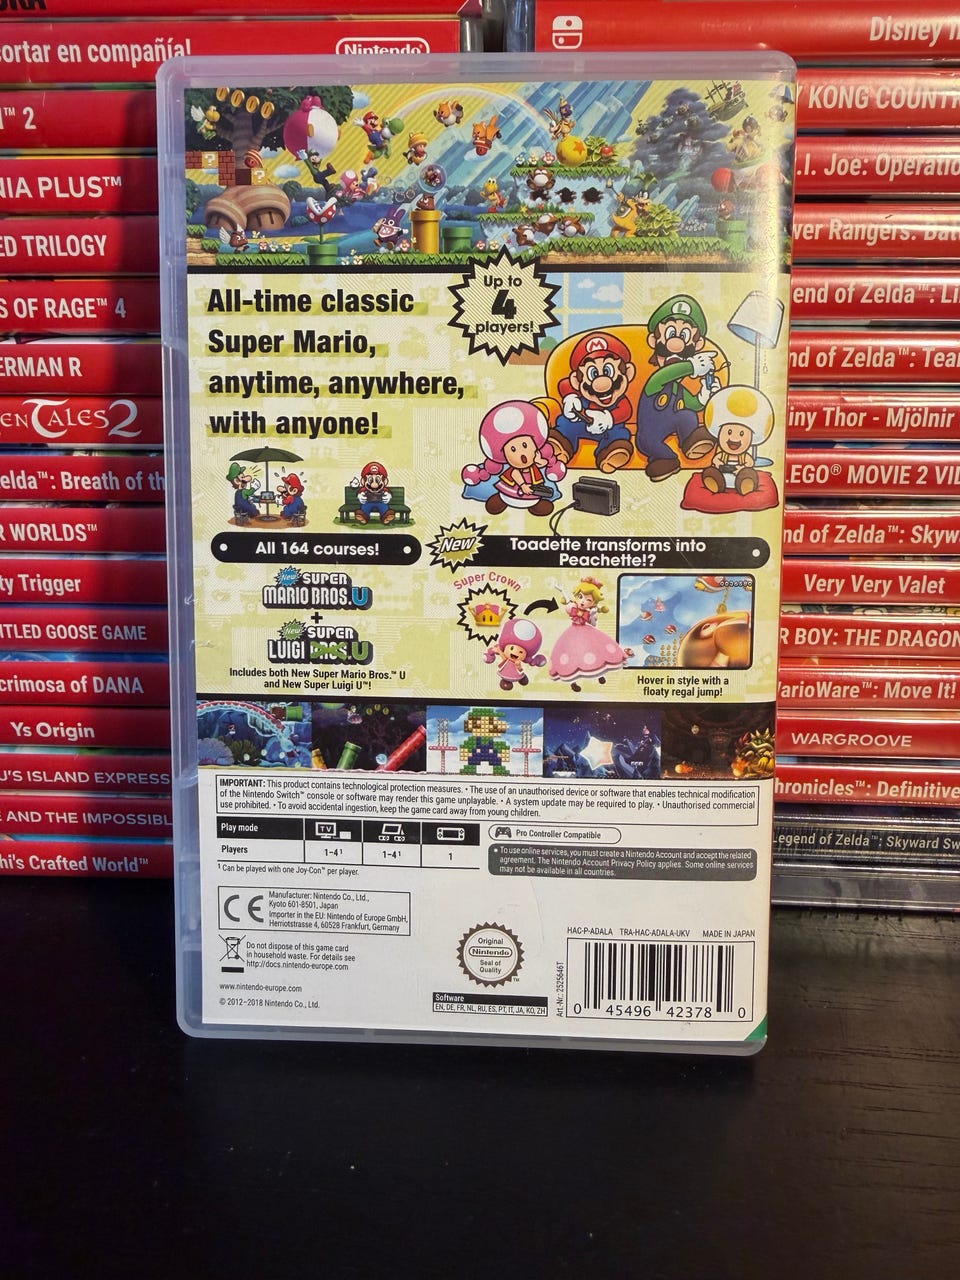 sortar en compañía!
Nintendo
™ 2
NIA PLUS™
ED TRILOGY
S OF RAGE™ 4
ERMAN R
EN TALES 2
elda™: Breath of th
R WORLDS™
ty Trigger
NTLED GOOSE GAME
crimosa of DANA
Ys Origin
U'S ISLAND EXPRESS
E AND THE IMPOSSIBL
hi's Crafted World™
All-time classic
Super Mario,
anytime, anywhere,
with anyone!
Up to
4
players!
All 164 courses!
New
Toadette transforms into
Peachette!?
New SUPER
MARIO BROS.U
+
New SUPER
LUIGI BROS.U
Includes both New Super Mario Bros.™ U
and New Super Luigi U™!
Super Crown
Hover in style with a
floaty regal jump!
IMPORTANT: This product contains technological protection measures. • The use of an unauthorised device or software that enables technical modification
of the Nintendo Switch™ console or software may render this game unplayable. • A system update may be required to play. • Unauthorised commercial
use prohibited. • To avoid accidental ingestion, keep the game card away from young children.
Play mode
TV
Players
1-4¹
1-4¹
1
¹ Can be played with one Joy-Con™ per player.
Pro Controller Compatible
• To use online services, you must create a Nintendo Account and accept the related
agreement. The Nintendo Account Privacy Policy applies. Some online services
may not be available in all countries.
CE
Manufacturer: Nintendo Co., Ltd.,
Kyoto 601-8501, Japan
Importer in the EU: Nintendo of Europe GmbH,
Herriotstrasse 4, 60528 Frankfurt, Germany
Do not dispose of this game card
in household waste. For details see
http://docs.nintendo-europe.com
www.nintendo-europe.com
© 2012–2018 Nintendo Co., Ltd.
Original
Nintendo
Seal of
Quality
™
Software
EN, DE, FR, NL, RU, ES, PT, IT, JA, KO, ZH
HAC-P-ADALA TRA-HAC-ADALA-UKV MADE IN JAPAN
Art.-Nr.: 2525646T
0 45496 42378 0
Disney
KONG COUNT
.I. Joe: Operatio
ver Rangers: Bat
end of Zelda™: Li
nd of Zelda™: Tea
iny Thor - Mjölnir
LEGO® MOVIE 2 VI
nd of Zelda™: Skyw
Very Very Valet
R BOY: THE DRAGON
arioWare™: Move It!
WARGROOVE
hronicles™: Definitive
Legend of Zelda™: Skyward Sw